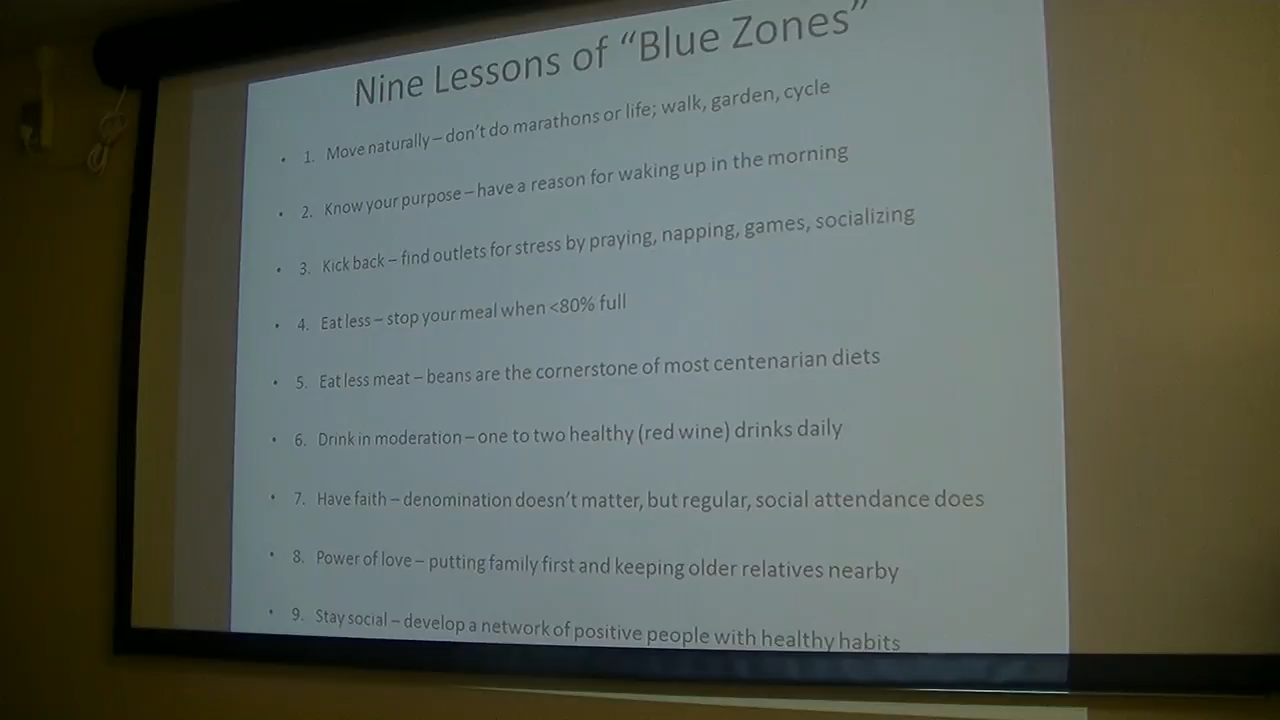 Nine Lessons of “Blue Zones”
• 1. Move naturally – don’t do marathons or life; walk, garden, cycle
• 2. Know your purpose – have a reason for waking up in the morning
• 3. Kick back – find outlets for stress by praying, napping, games, socializing
• 4. Eat less – stop your meal when <80% full
• 5. Eat less meat – beans are the cornerstone of most centenarian diets
• 6. Drink in moderation – one to two healthy (red wine) drinks daily
• 7. Have faith – denomination doesn’t matter, but regular, social attendance does
• 8. Power of love – putting family first and keeping older relatives nearby
• 9. Stay social – develop a network of positive people with healthy habits